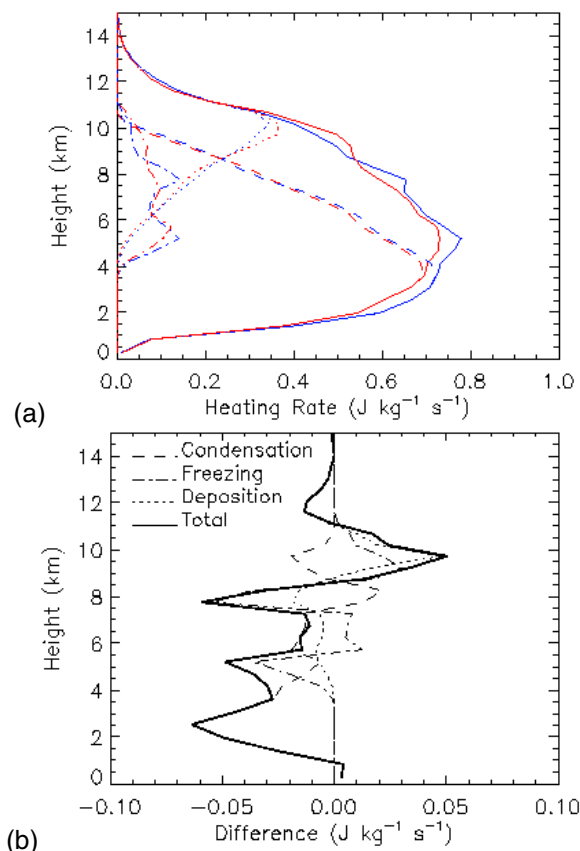 14
12
10
8
6
4
2
0
Height (km)
0.0 0.2 0.4 0.6 0.8 1.0
Heating Rate (J kg⁻¹ s⁻¹)
(a)
Condensation
Freezing
Deposition
Total
14
12
10
8
6
4
2
0
Height (km)
−0.10 −0.05 0.00 0.05 0.10
Difference (J kg⁻¹ s⁻¹)
(b)